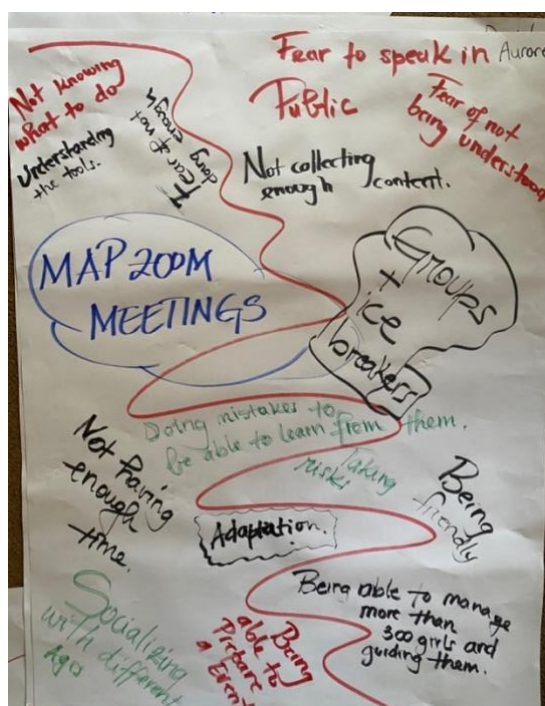 Fear to speak in
Public
Aurore
Not knowing
what to do
Understanding
the tools.
Fear of not
doing enough
Fear of not
being understood
Not collecting
enough content.
MAP ZOOM
MEETINGS
Groups
+
ice
breakers
Doing mistakes to
be able to learn from them.
Taking
risks
Not having
enough
time.
Being
friendly
Adaptation.
Being able to manage
more than
300 girls and
guiding them.
Socializing
with different
Ages
Being
able to
Prepare
a Event